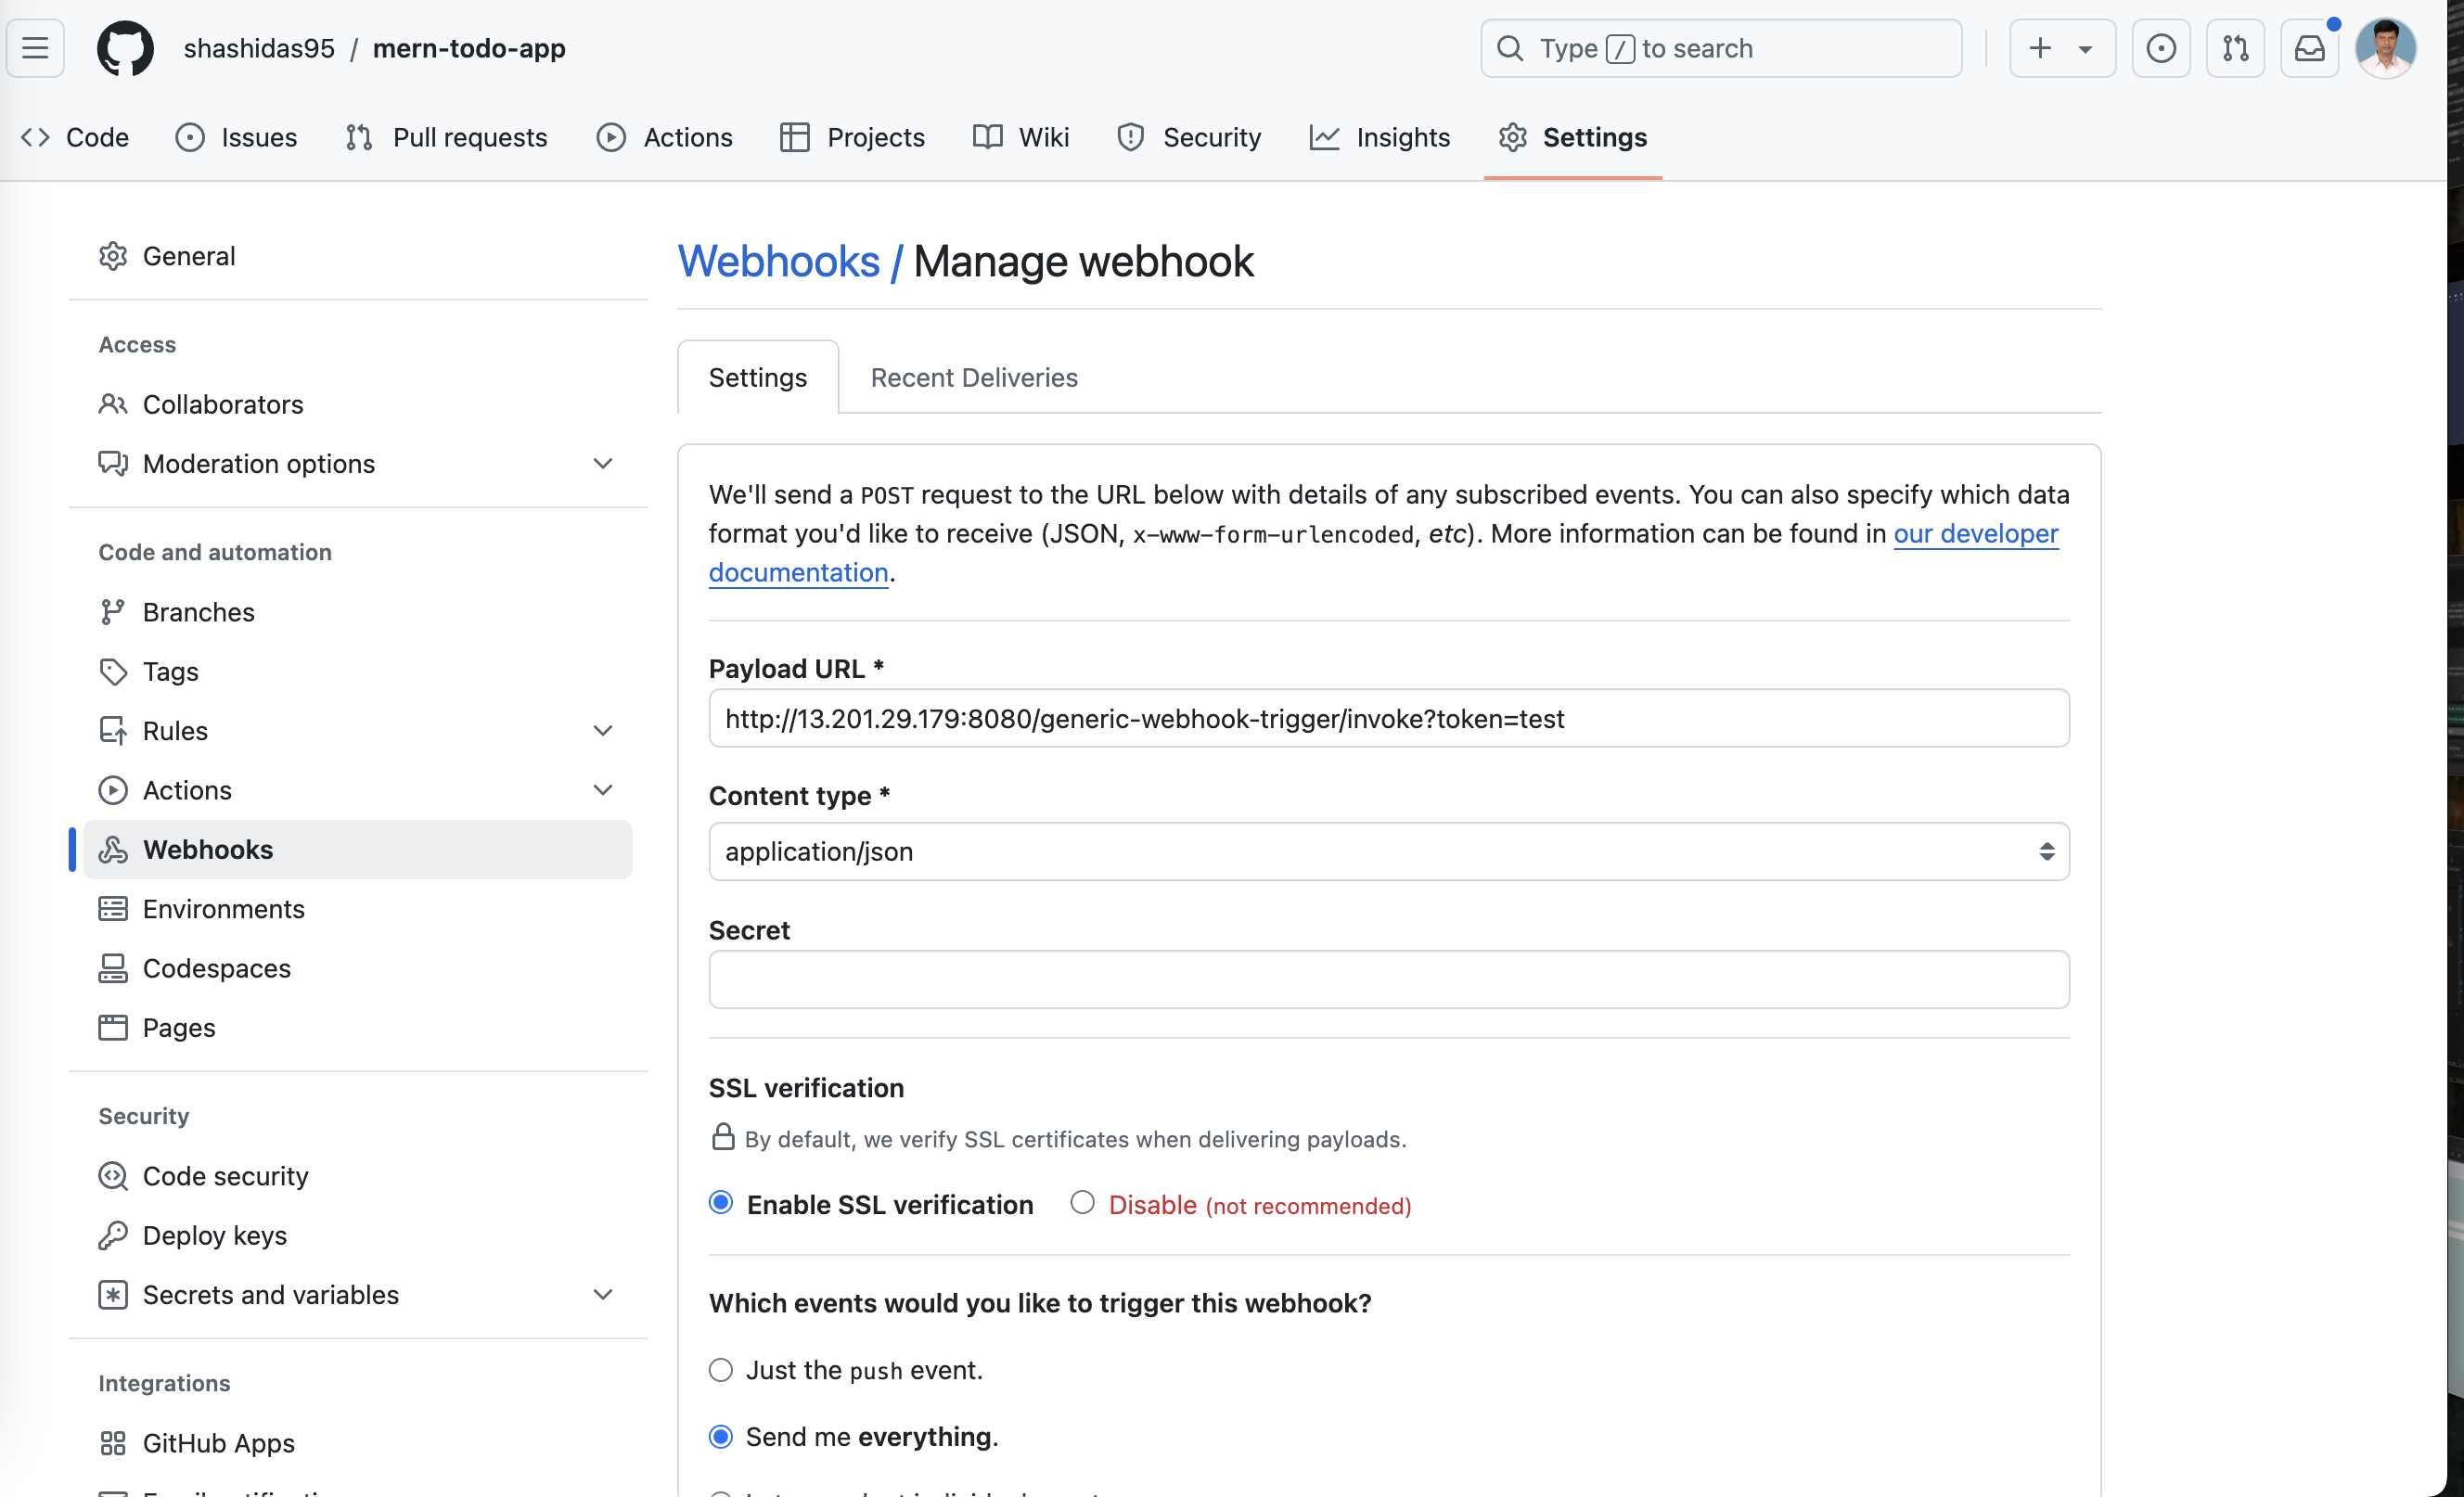 shashidas95 / mern-todo-app
Type / to search
Code Issues Pull requests Actions Projects Wiki Security Insights Settings
General
Access
Collaborators
Moderation options
Code and automation
Branches
Tags
Rules
Actions
Webhooks
Environments
Codespaces
Pages
Security
Code security
Deploy keys
Secrets and variables
Integrations
GitHub Apps
Webhooks / Manage webhook
Settings Recent Deliveries
We'll send a POST request to the URL below with details of any subscribed events. You can also specify which data
format you'd like to receive (JSON, x-www-form-urlencoded, etc). More information can be found in our developer
documentation.
Payload URL *
http://13.201.29.179:8080/generic-webhook-trigger/invoke?token=test
Content type *
application/json
Secret
SSL verification
By default, we verify SSL certificates when delivering payloads.
Enable SSL verification Disable (not recommended)
Which events would you like to trigger this webhook?
Just the push event.
Send me everything.